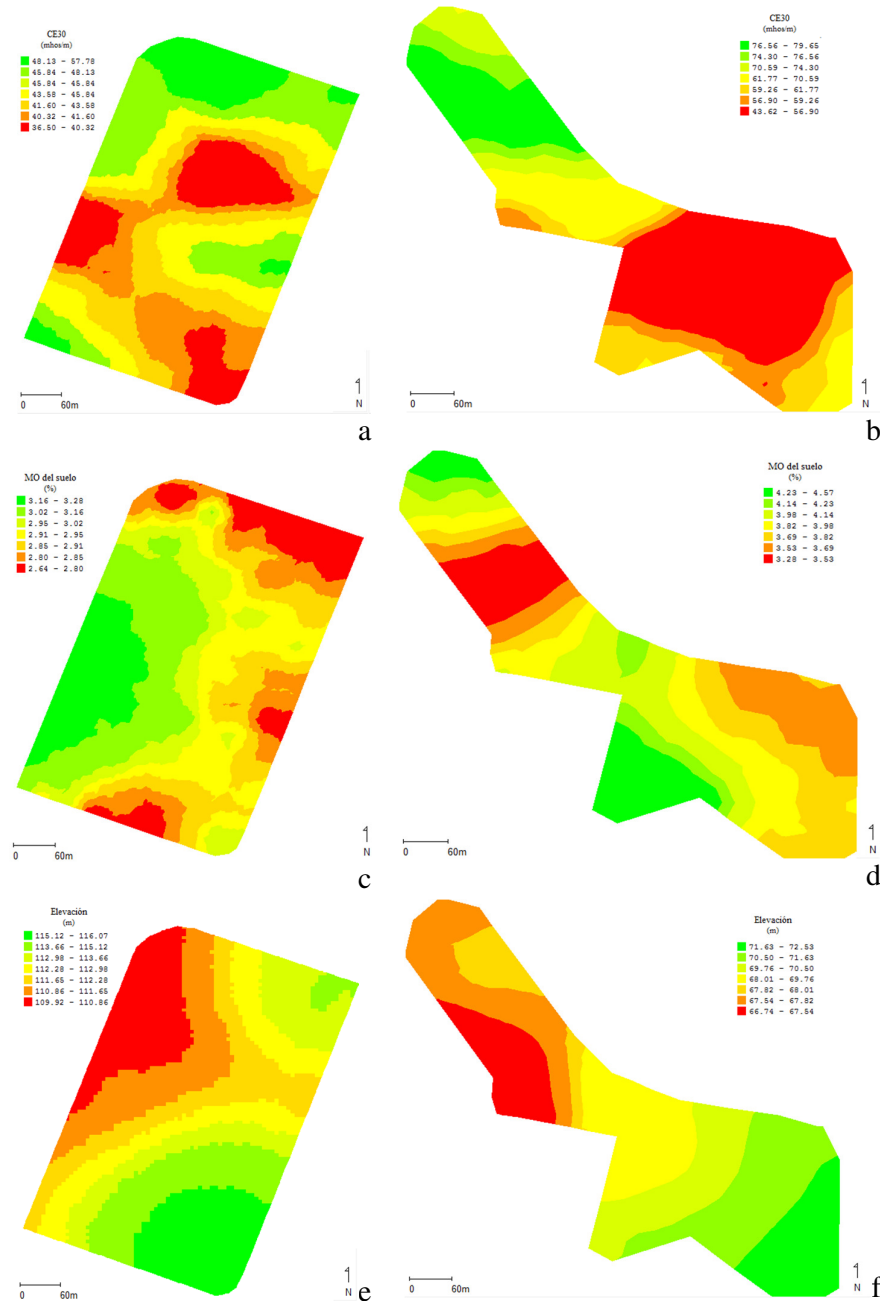 CE30
(mhos/m)
48.13 - 57.78
45.84 - 48.13
45.84 - 45.84
43.58 - 45.84
41.60 - 43.58
40.32 - 41.60
36.50 - 40.32
0 60m
N
a
CE30
(mhos/m)
76.56 - 79.65
74.30 - 76.56
70.59 - 74.30
61.77 - 70.59
59.26 - 61.77
56.90 - 59.26
43.62 - 56.90
0 60m
N
b
MO del suelo
(%)
3.16 - 3.28
3.02 - 3.16
2.95 - 3.02
2.91 - 2.95
2.85 - 2.91
2.80 - 2.85
2.64 - 2.80
0 60m
N
c
MO del suelo
(%)
4.23 - 4.57
4.14 - 4.23
3.98 - 4.14
3.82 - 3.98
3.69 - 3.82
3.53 - 3.69
3.28 - 3.53
0 60m
N
d
Elevación
(m)
115.12 - 116.07
113.66 - 115.12
112.98 - 113.66
112.28 - 112.98
111.65 - 112.28
110.86 - 111.65
109.92 - 110.86
0 60m
N
e
Elevación
(m)
71.63 - 72.53
70.50 - 71.63
69.76 - 70.50
68.01 - 69.76
67.82 - 68.01
67.54 - 67.82
66.74 - 67.54
0 60m
N
f